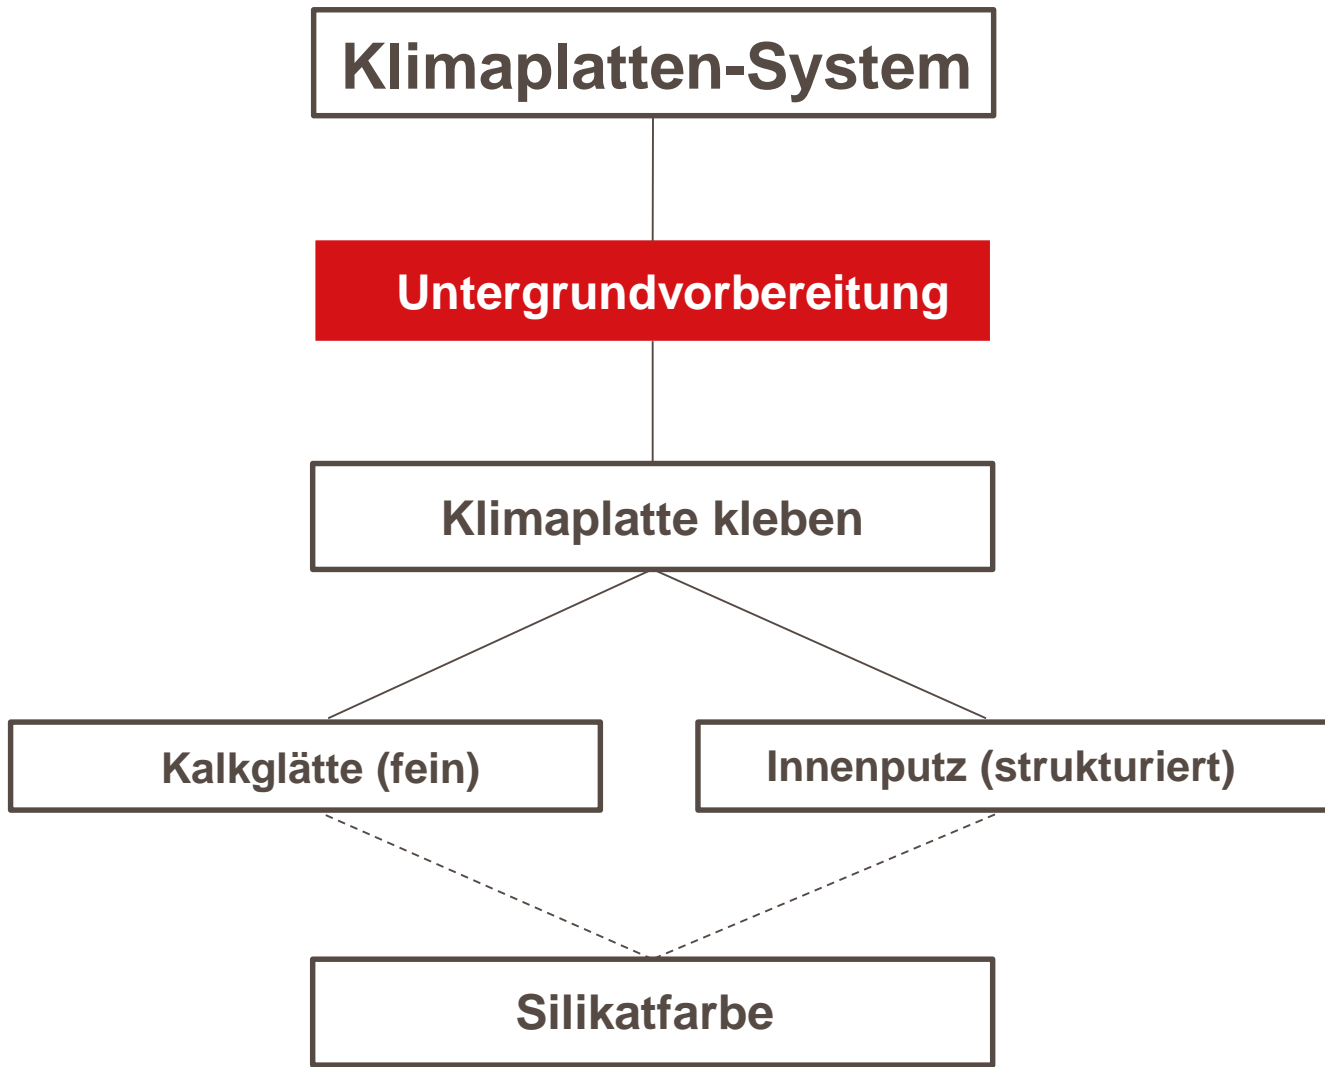 Klimaplatten-System
Untergrundvorbereitung
Klimaplatte kleben
Kalkglätte (fein)
Innenputz (strukturiert)
Silikatfarbe